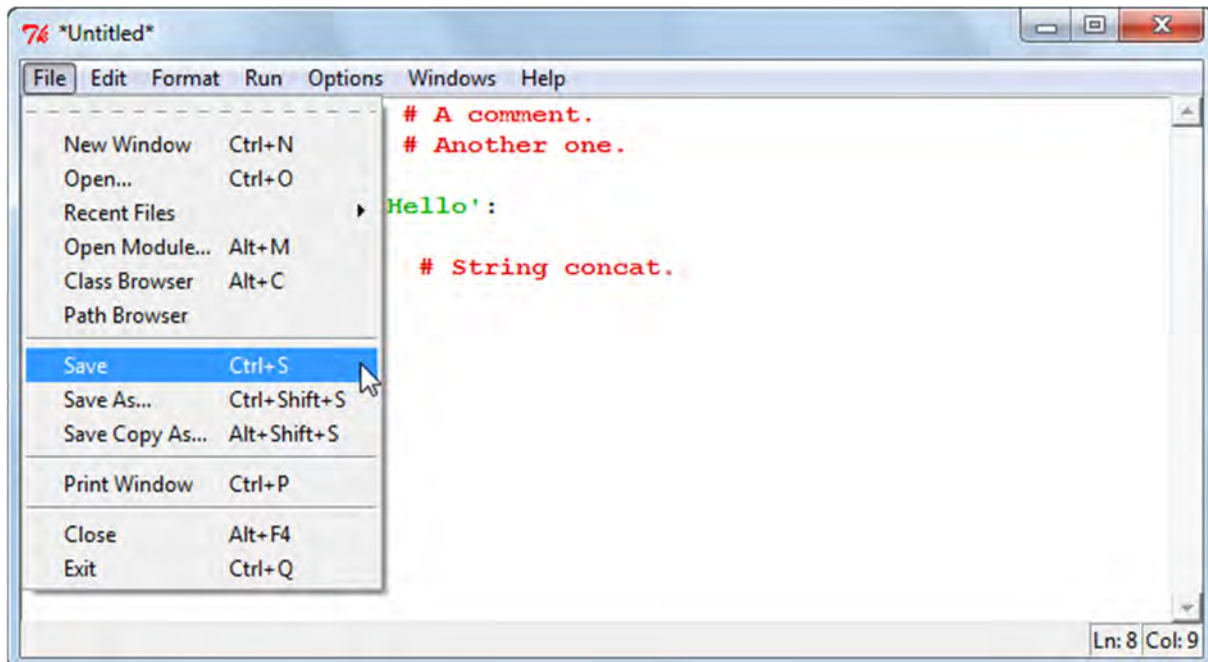 *Untitled*
File Edit Format Run Options Windows Help
# A comment.
New Window Ctrl+N
# Another one.
Open... Ctrl+O
Recent Files
Hello':
Open Module... Alt+M
# String concat.
Class Browser Alt+C
Path Browser
Save Ctrl+S
Save As... Ctrl+Shift+S
Save Copy As... Alt+Shift+S
Print Window Ctrl+P
Close Alt+F4
Exit Ctrl+Q
Ln: 8 Col: 9